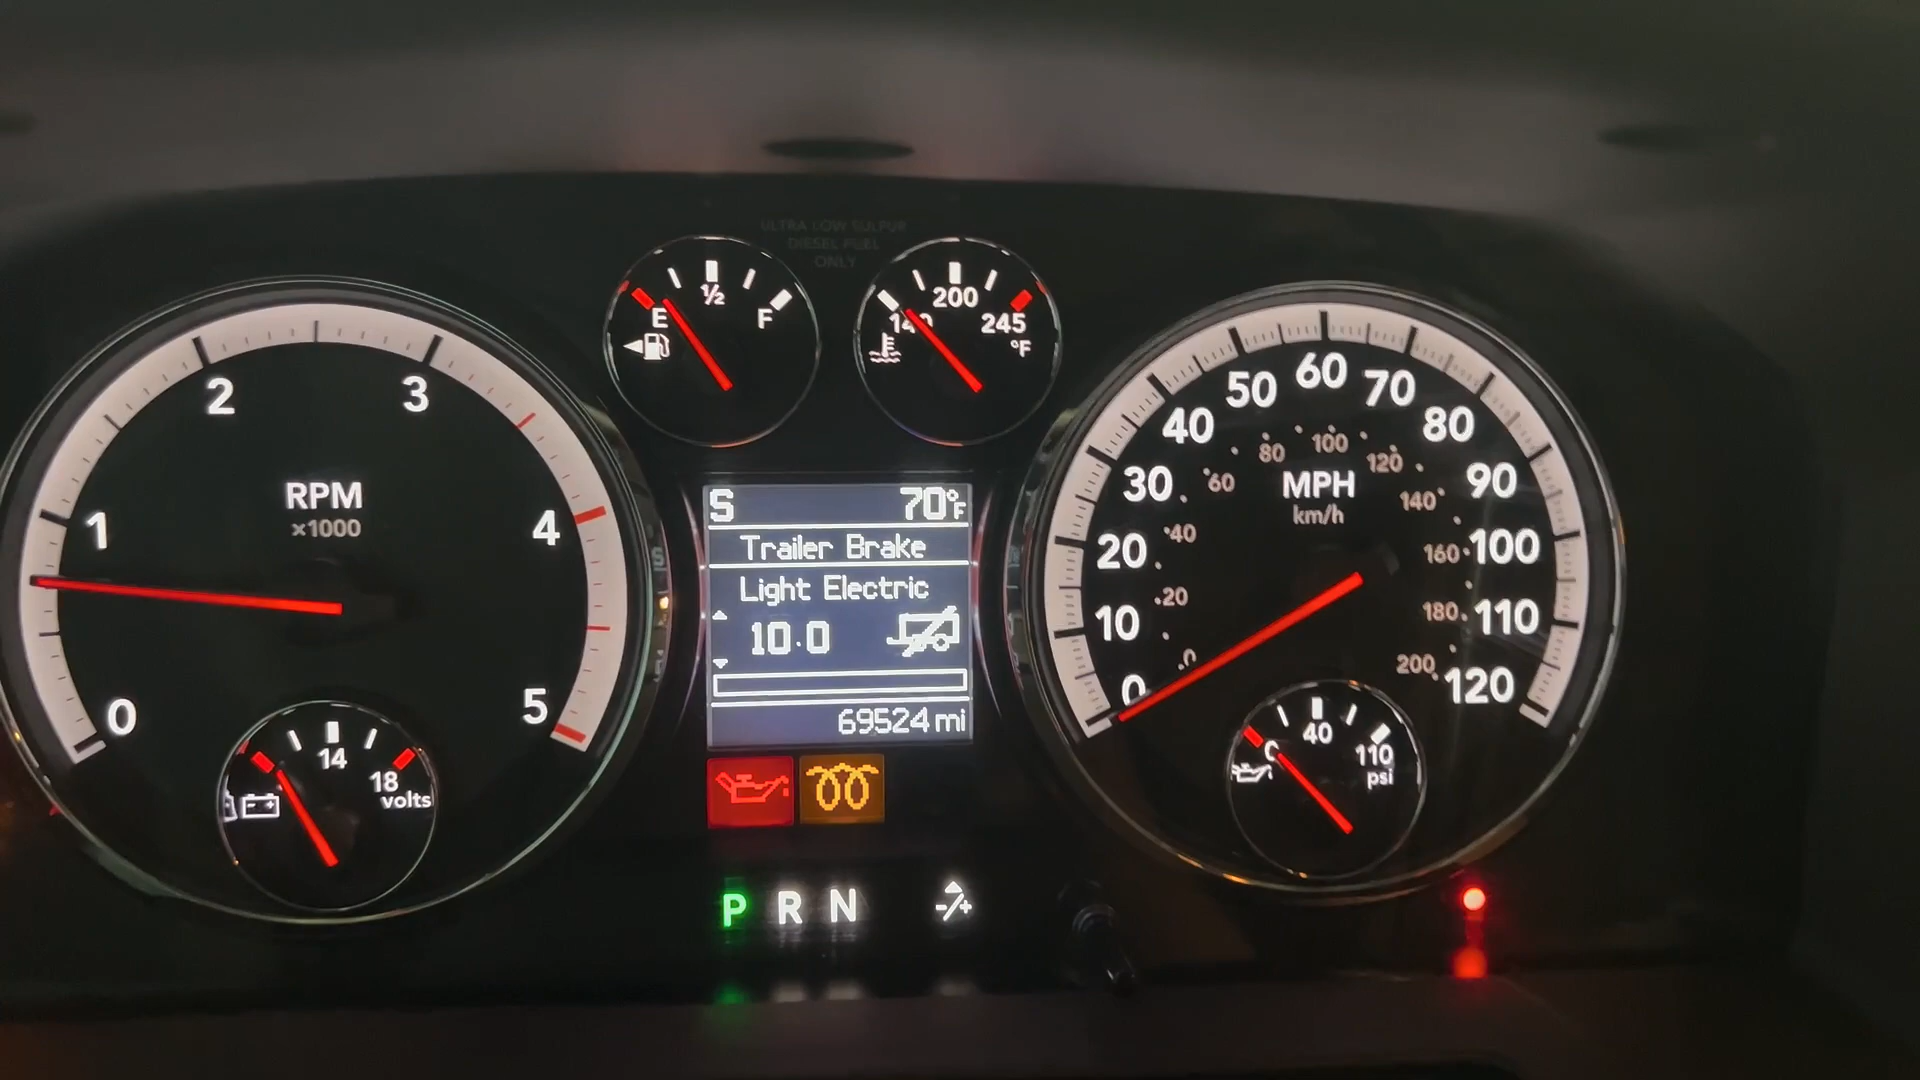 ULTRA LOW SULFUR
DIESEL FUEL
ONLY
0 1 2 3 4 5
RPM
x1000
14 18
volts
E ½ F
140 200 245
°F
S 70°F
Trailer Brake
Light Electric
10.0
69524 mi
P R N
-/+
0 10 20 30 40 50 60 70 80 90 100 110 120
MPH
km/h
0 20 40 60 80 100 120 140 160 180 200
40 110
psi